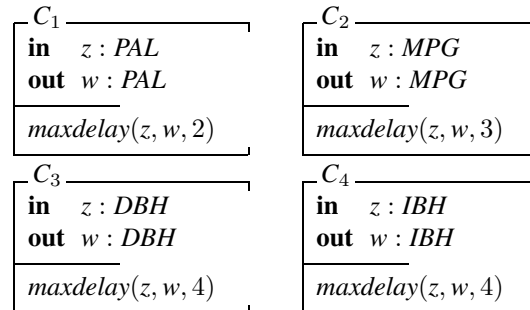 C₁
in z : PAL
out w : PAL
maxdelay(z, w, 2)
C₂
in z : MPG
out w : MPG
maxdelay(z, w, 3)
C₃
in z : DBH
out w : DBH
maxdelay(z, w, 4)
C₄
in z : IBH
out w : IBH
maxdelay(z, w, 4)